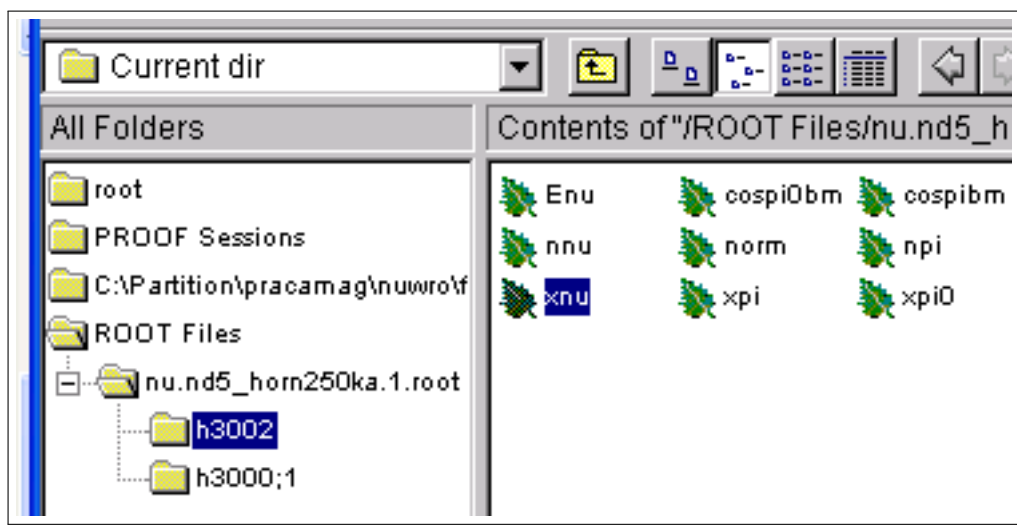 Current dir
All Folders
Contents of "/ROOT Files/nu.nd5_h
root
PROOF Sessions
C:\Partition\pracamag\nuwro\f
ROOT Files
nu.nd5_horn250ka.1.root
h3002
h3000;1
Enu cospi0bm cospibm
nnu norm npi
xnu xpi xpi0